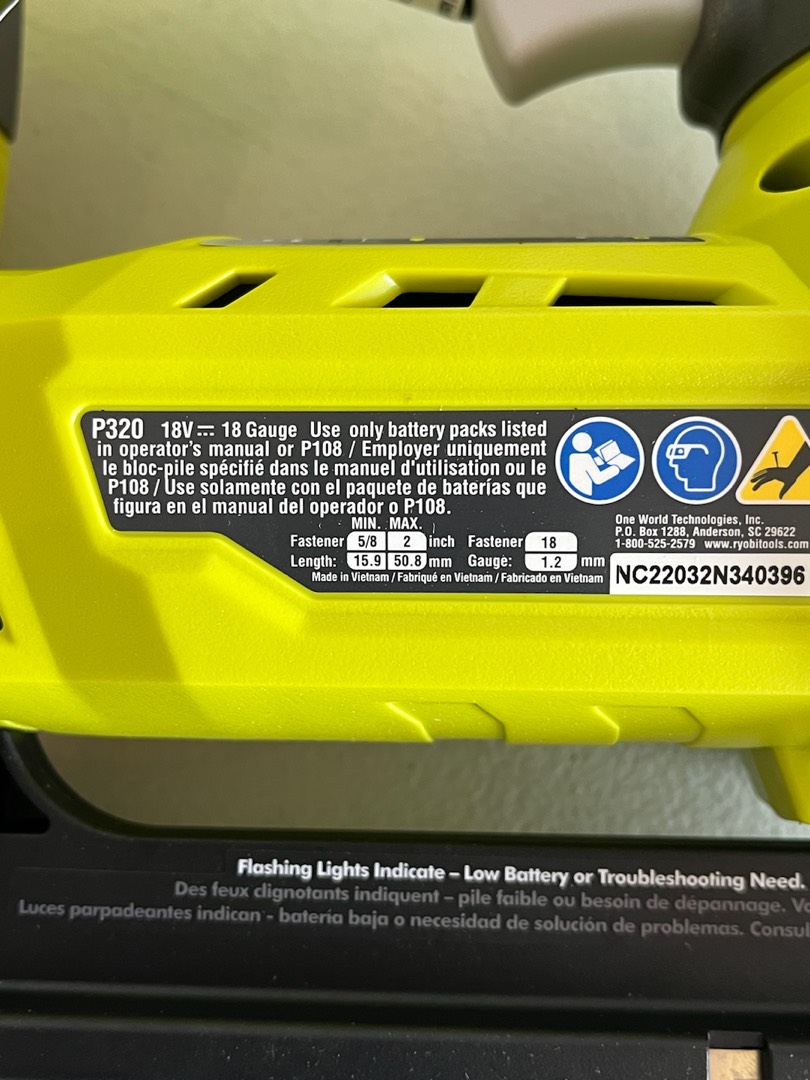 P320 18V 18 Gauge Use only battery packs listed
in operator's manual or P108 / Employer uniquement
le bloc-pile spécifié dans le manuel d'utilisation ou le
P108 / Use solamente con el paquete de baterías que
figura en el manual del operador o P108.
MIN. MAX.
Fastener 5/8 2 inch Fastener 18
Length: 15.9 50.8 mm Gauge: 1.2 mm
Made in Vietnam / Fabriqué en Vietnam / Fabricado en Vietnam
One World Technologies, Inc.
P.O. Box 1288, Anderson, SC 29622
1-800-525-2579 www.ryobitools.com
NC22032N340396
Flashing Lights Indicate – Low Battery or Troubleshooting Need.
Des feux clignotants indiquent – pile faible ou besoin de dépannage.
Luces parpadeantes indican - batería baja o necesidad de solución de problemas.